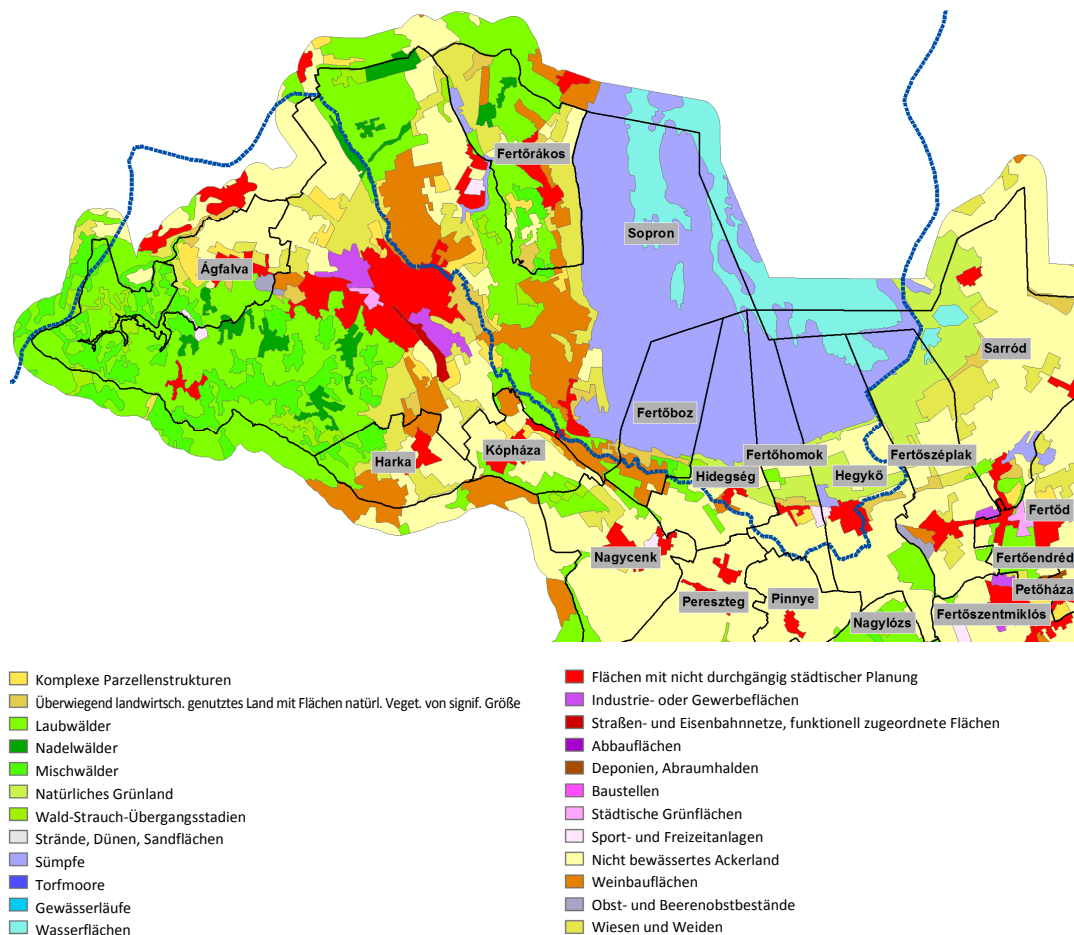 Fertőrákos
Sopron
Ágfalva
Sarród
Fertőboz
Kópháza
Harka
Fertőhomok
Hidegség
Hegykő
Fertőszéplak
Fertőd
Nagycenk
Fertőendréd
Petőháza
Pereszteg
Pinnye
Nagylózs
Fertőszentmiklós
Komplexe Parzellenstrukturen
Überwiegend landwirtsch. genutztes Land mit Flächen natürl. Veget. von signif. Größe
Laubwälder
Nadelwälder
Mischwälder
Natürliches Grünland
Wald-Strauch-Übergangsstadien
Strände, Dünen, Sandflächen
Sümpfe
Torfmoore
Gewässerläufe
Wasserflächen
Flächen mit nicht durchgängig städtischer Planung
Industrie- oder Gewerbeflächen
Straßen- und Eisenbahnnetze, funktionell zugeordnete Flächen
Abbauflächen
Deponien, Abraumhalden
Baustellen
Städtische Grünflächen
Sport- und Freizeitanlagen
Nicht bewässertes Ackerland
Weinbauflächen
Obst- und Beerenobstbestände
Wiesen und Weiden